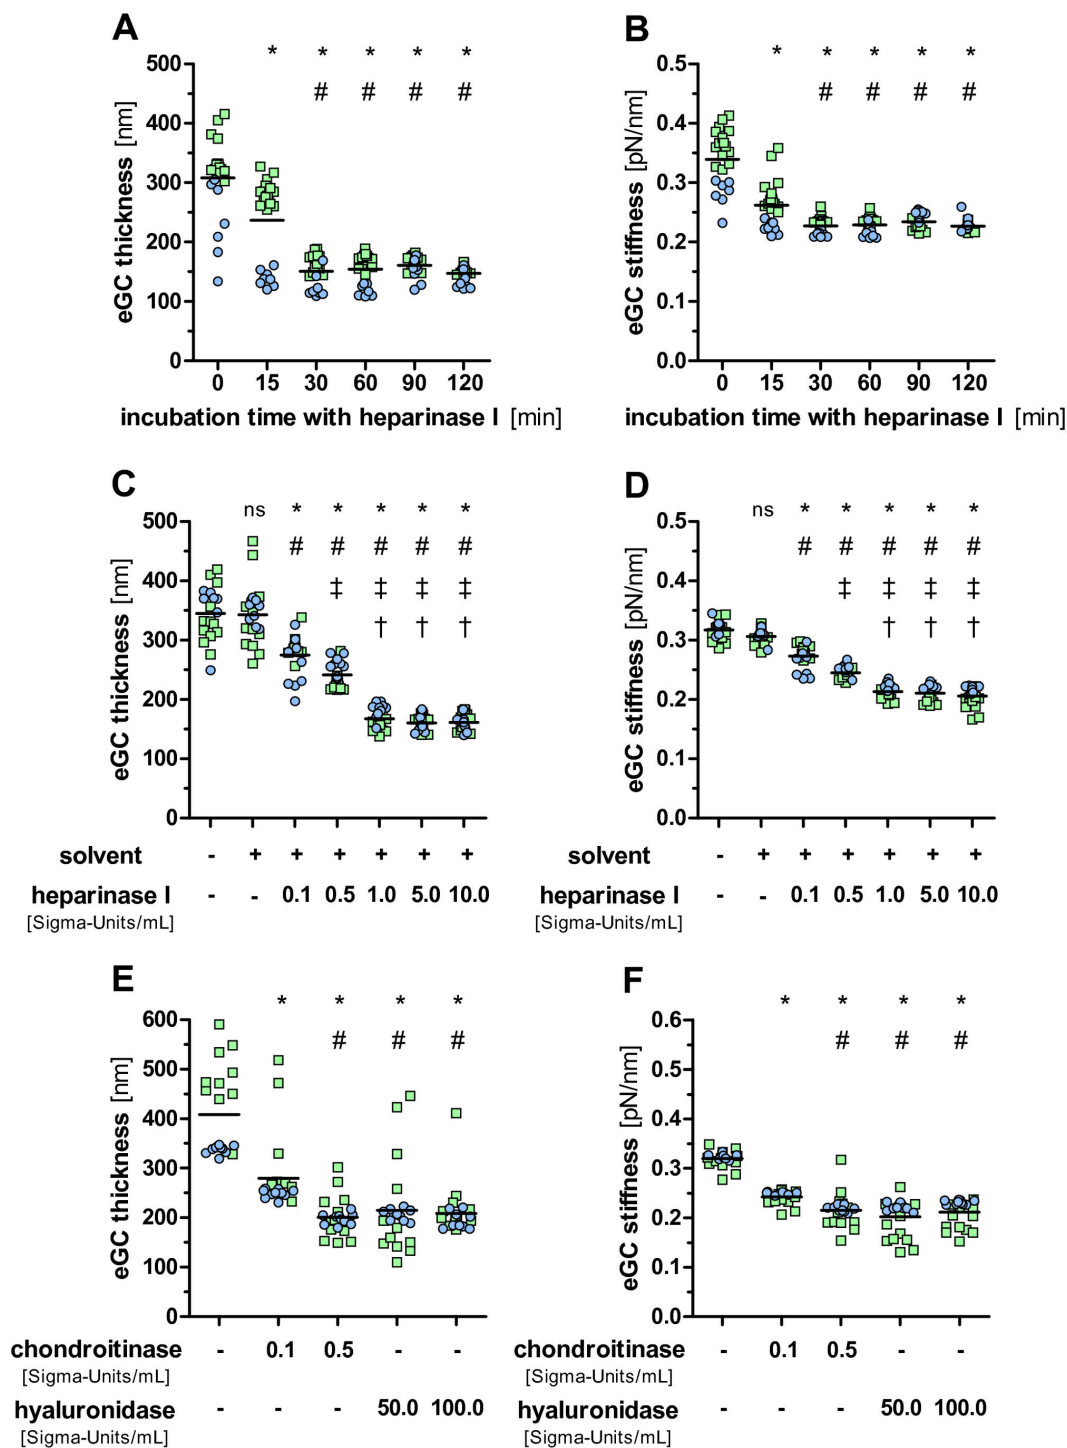 A
B
* * * * *
* * * * *
# # # #
# # # #
eGC thickness [nm]
500
400
300
200
100
0
0 15 30 60 90 120
incubation time with heparinase I [min]
eGC stiffness [pN/nm]
0.5
0.4
0.3
0.2
0.1
0.0
0 15 30 60 90 120
incubation time with heparinase I [min]
C
ns * * * * *
# # # # #
‡ ‡ ‡ ‡
† † †
eGC thickness [nm]
500
400
300
200
100
0
solvent - + + + + + +
heparinase I - - 0.1 0.5 1.0 5.0 10.0
[Sigma-Units/mL]
D
ns * * * * *
# # # # #
‡ ‡ ‡ ‡
† † †
eGC stiffness [pN/nm]
0.5
0.4
0.3
0.2
0.1
0.0
solvent - + + + + + +
heparinase I - - 0.1 0.5 1.0 5.0 10.0
[Sigma-Units/mL]
E
* * * *
# # #
eGC thickness [nm]
600
500
400
300
200
100
0
chondroitinase - 0.1 0.5 - -
[Sigma-Units/mL]
hyaluronidase - - - 50.0 100.0
[Sigma-Units/mL]
F
* * * *
# # #
eGC stiffness [pN/nm]
0.6
0.5
0.4
0.3
0.2
0.1
0.0
chondroitinase - 0.1 0.5 - -
[Sigma-Units/mL]
hyaluronidase - - - 50.0 100.0
[Sigma-Units/mL]